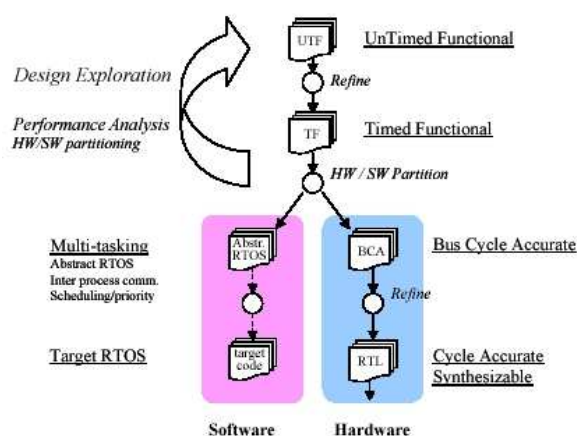 UTF
UnTimed Functional
Design Exploration
Refine
Performance Analysis
HW/SW partitioning
TF
Timed Functional
HW / SW Partition
Multi-tasking
Abstract RTOS
Inter process comm.
Scheduling/priority
Abstr.
RTOS
BCA
Bus Cycle Accurate
Refine
Target RTOS
target
code
RTL
Cycle Accurate
Synthesizable
Software
Hardware